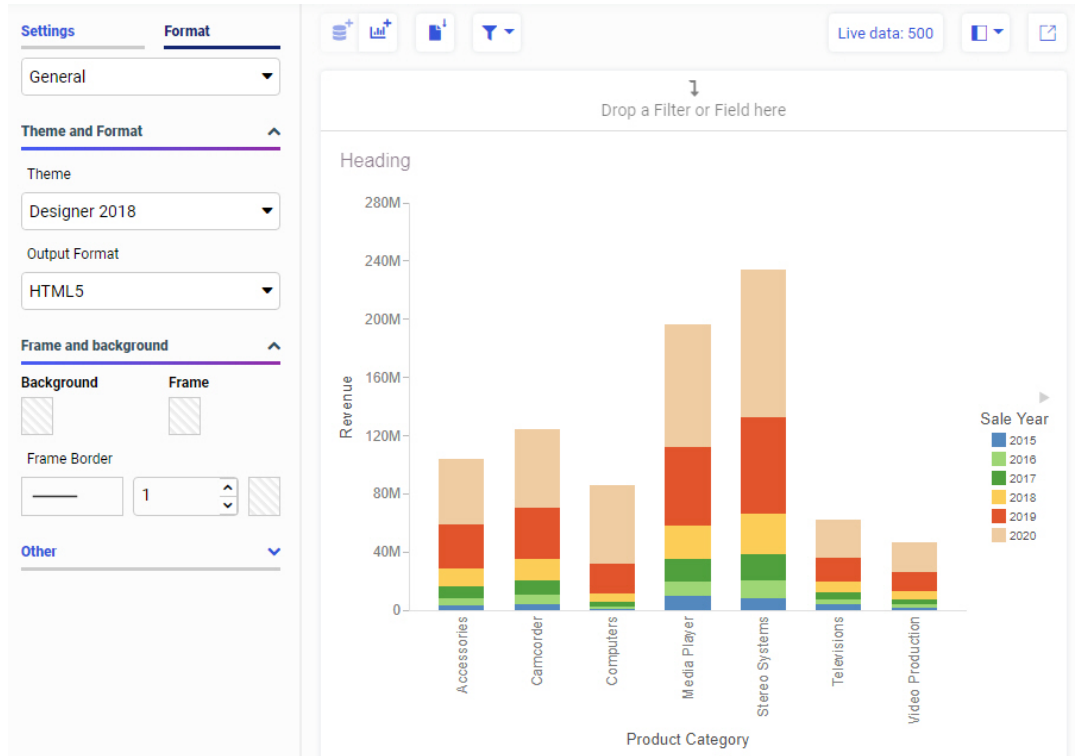 Settings
Format
General
Theme and Format
Theme
Designer 2018
Output Format
HTML5
Frame and background
Background
Frame
Frame Border
1
Other
Live data: 500
Drop a Filter or Field here
Heading
280M
240M
200M
160M
120M
80M
40M
0
Revenue
Accessories
Camcorder
Computers
Media Player
Stereo Systems
Televisions
Video Production
Product Category
Sale Year
2015
2016
2017
2018
2019
2020